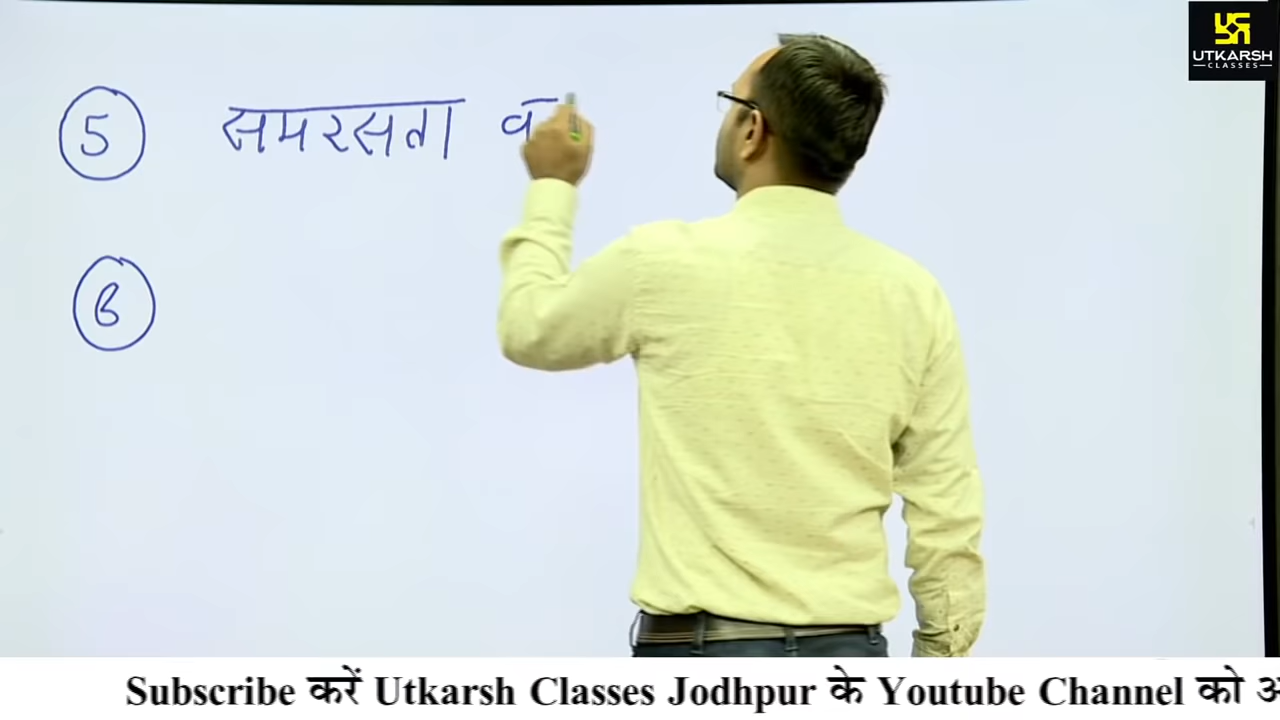 UTKARSH
CLASSES
5 समरसता
6
Subscribe करें Utkarsh Classes Jodhpur के Youtube Channel को